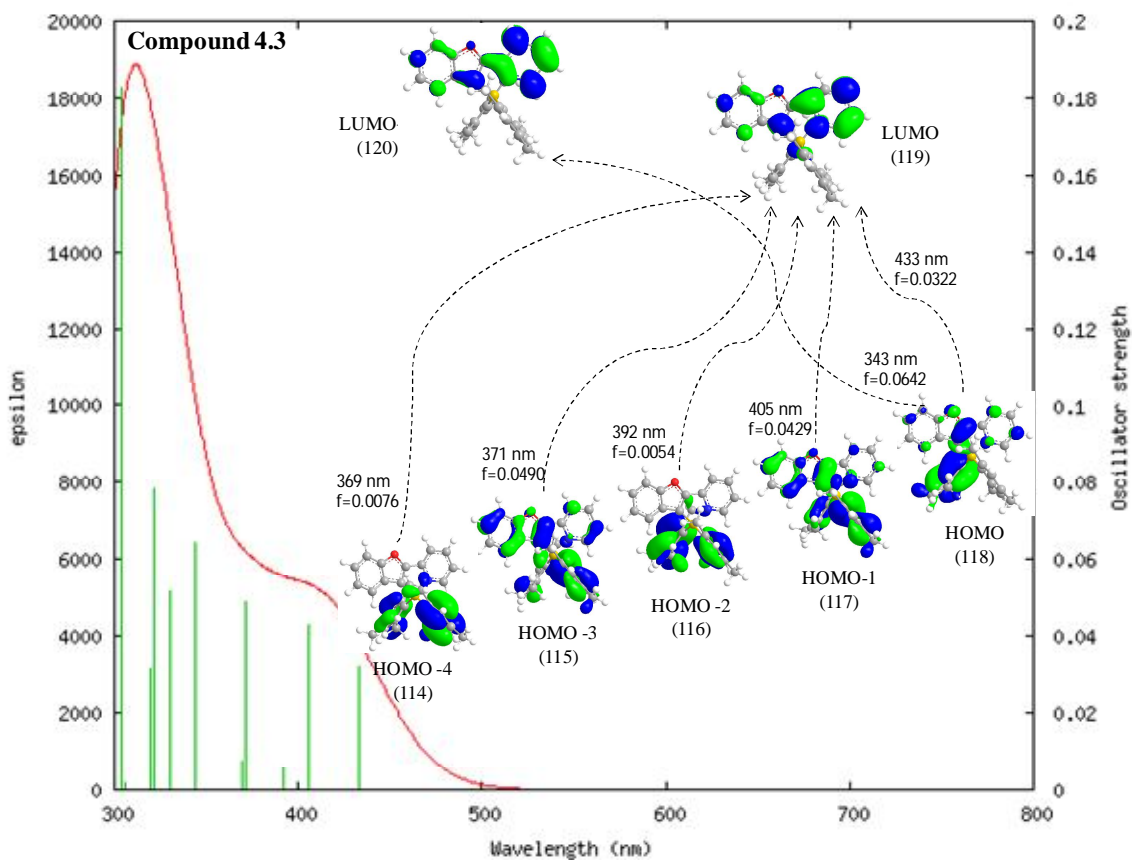 Compound 4.3
20000
18000
16000
14000
12000
10000
8000
6000
4000
2000
0
epsilon
300
400
500
600
700
800
Wavelength (nm)
0.2
0.18
0.16
0.14
0.12
0.1
0.08
0.06
0.04
0.02
0
Oscillator strength
LUMO
(120)
LUMO
(119)
433 nm
f=0.0322
343 nm
f=0.0642
405 nm
f=0.0429
392 nm
f=0.0054
371 nm
f=0.0490
369 nm
f=0.0076
HOMO -4
(114)
HOMO -3
(115)
HOMO -2
(116)
HOMO-1
(117)
HOMO
(118)